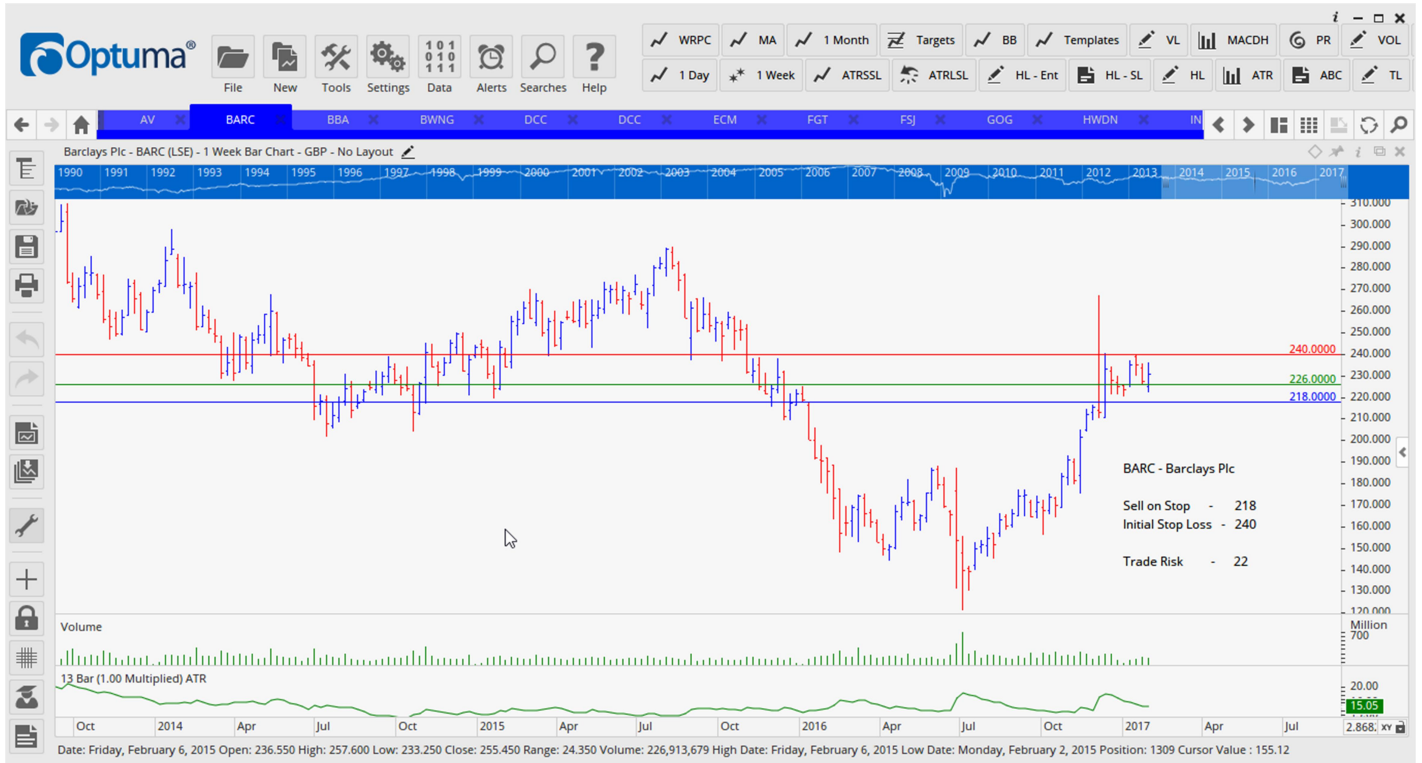 i
Optuma®
WRPC MA 1 Month Targets BB Templates VL MACDH PR VOL
1 Day 1 Week ATRSSL ATRLSL HL - Ent HL - SL HL ATR ABC TL
101
010
111
File New Tools Settings Data Alerts Searches Help
AV BARC BBA BWNG DCC DCC ECM FGT FSJ GOG HWDN IN
Barclays Plc - BARC (LSE) - 1 Week Bar Chart - GBP - No Layout
1990 1991 1992 1993 1994 1995 1996 1997 1998 1999 2000 2001 2002 2003 2004 2005 2006 2007 2008 2009 2010 2011 2012 2013 2014 2015 2016 2017
310.000
300.000
290.000
280.000
270.000
260.000
250.000
240.0000
240.000
226.0000
230.000
218.0000
220.000
210.000
200.000
190.000
180.000
170.000
160.000
150.000
140.000
130.000
120.000
BARC - Barclays Plc
Sell on Stop - 218
Initial Stop Loss - 240
Trade Risk - 22
Volume
Million
700
13 Bar (1.00 Multiplied) ATR
20.00
15.05
Oct 2014 Apr Jul Oct 2015 Apr Jul Oct 2016 Apr Jul Oct 2017 Apr Jul
2.868. XY
Date: Friday, February 6, 2015 Open: 236.550 High: 257.600 Low: 233.250 Close: 255.450 Range: 24.350 Volume: 226,913,679 High Date: Friday, February 6, 2015 Low Date: Monday, February 2, 2015 Position: 1309 Cursor Value : 155.12